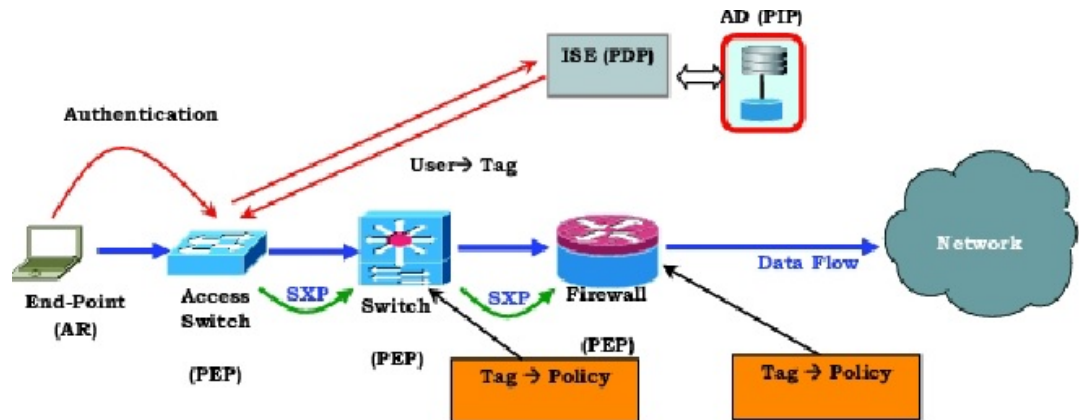 AD (PIP)
ISE (PDP)
Authentication
User→ Tag
Network
Data Flow
End-Point
(AR)
Access
Switch
SXP
Switch
SXP
Firewall
(PEP)
(PEP)
(PEP)
Tag → Policy
Tag → Policy